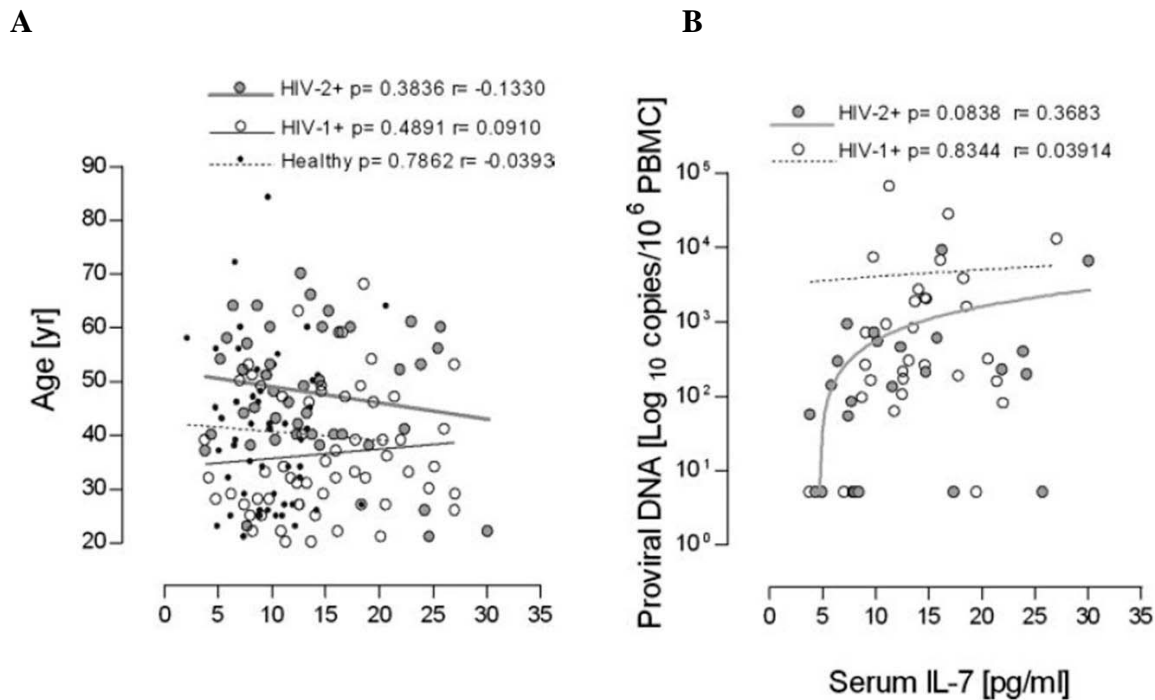 A
HIV-2+ p= 0.3836 r= -0.1330
HIV-1+ p= 0.4891 r= 0.0910
Healthy p= 0.7862 r= -0.0393
Age [yr]
90
80
70
60
50
40
30
20
0 5 10 15 20 25 30 35
B
HIV-2+ p= 0.0838 r= 0.3683
HIV-1+ p= 0.8344 r= 0.03914
Proviral DNA [Log 10 copies/10^6 PBMC]
10^5
10^4
10^3
10^2
10^1
10^0
0 5 10 15 20 25 30 35
Serum IL-7 [pg/ml]